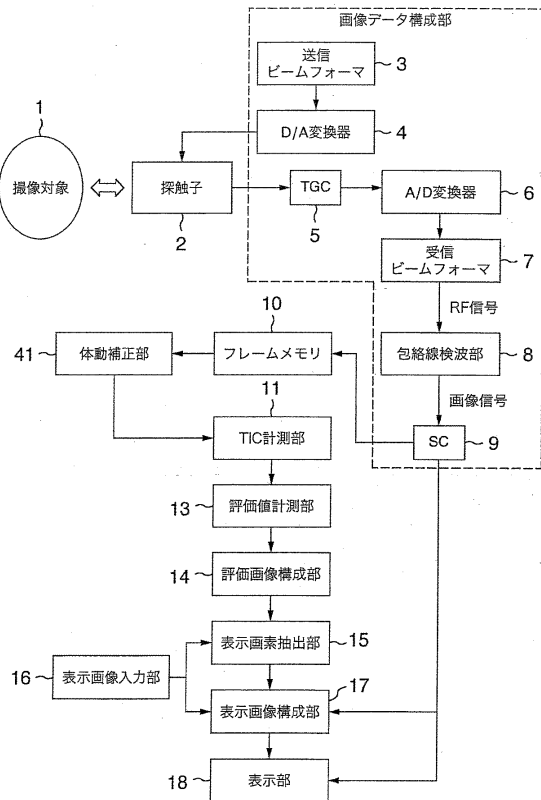 画像データ構成部
送信
ビームフォーマ
3
D/A変換器
4
1
撮像対象
探触子
2
TGC
5
A/D変換器
6
受信
ビームフォーマ
7
RF信号
包絡線検波部
8
画像信号
SC
9
10
フレームメモリ
41
体動補正部
11
TIC計測部
13
評価値計測部
14
評価画像構成部
表示画素抽出部
15
16
表示画像入力部
17
表示画像構成部
18
表示部